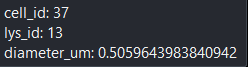 cell_id: 37
lys_id: 13
diameter_um: 0.5059643983840942